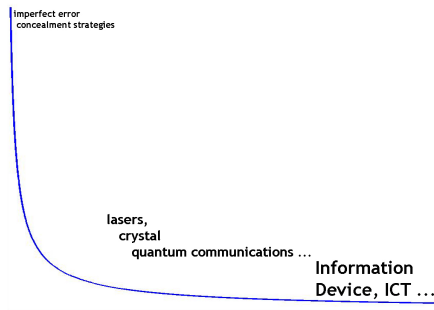 imperfect error
concealment strategies
lasers,
crystal
quantum communications ...
Information
Device, ICT ...